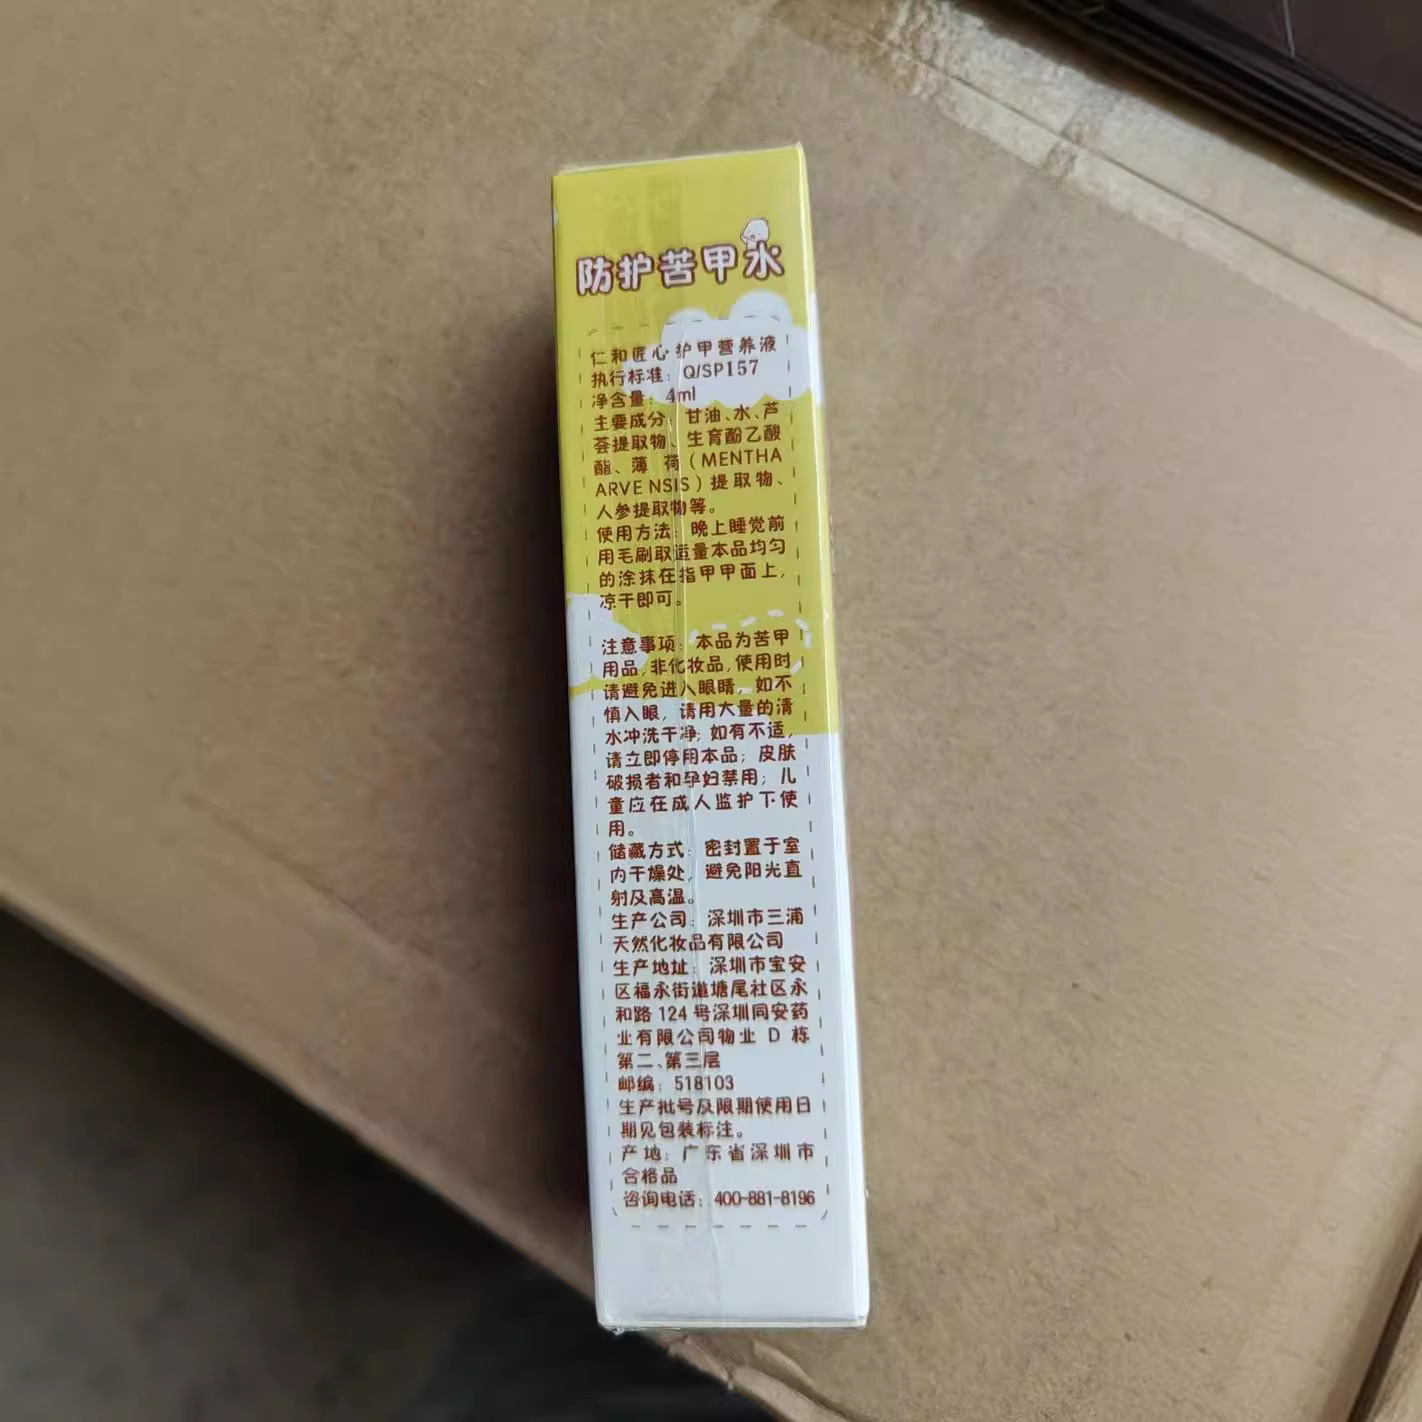 防护苦甲水
仁和匠心护甲营养液
执行标准：Q/SP157
净含量：4ml
主要成分：甘油、水、芦
荟提取物、生育酚乙酸
酯、薄荷（MENTHA
ARVE NSIS）提取物、
人参提取物等。
使用方法：晚上睡觉前
用毛刷取适量本品均匀
的涂抹在指甲甲面上，
凉干即可。
注意事项：本品为苦甲
用品,非化妆品,使用时
请避免进入眼睛，如不
慎入眼，请用大量的清
水冲洗干净；如有不适，
请立即停用本品；皮肤
破损者和孕妇禁用；儿
童应在成人监护下使
用。
储藏方式：密封置于室
内干燥处，避免阳光直
射及高温。
生产公司：深圳市三浦
天然化妆品有限公司
生产地址：深圳市宝安
区福永街道塘尾社区永
和路124号深圳同安药
业有限公司物业 D 栋
第二、第三层
邮编：518103
生产批号及限期使用日
期见包装标注。
产地：广东省深圳市
合格品
咨询电话：400-881-8196